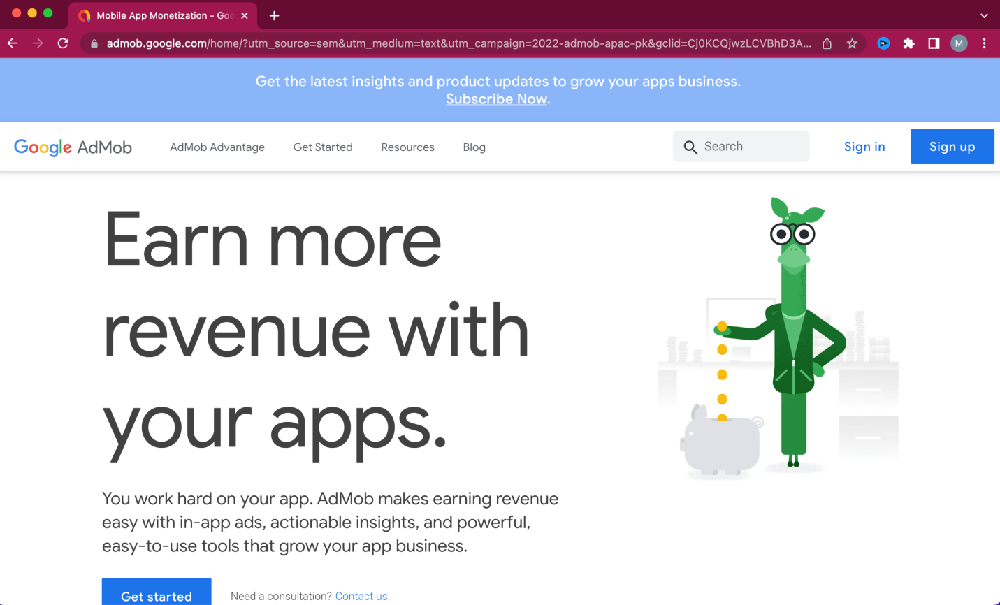 Mobile App Monetization - Goo
admob.google.com/home/?utm_source=sem&utm_medium=text&utm_campaign=2022-admob-apac-pk&gclid=Cj0KCQjwzLCVBhD3A...
M
Get the latest insights and product updates to grow your apps business.
Subscribe Now.
Google AdMob
AdMob Advantage
Get Started
Resources
Blog
Search
Sign in
Sign up
Earn more
revenue with
your apps.
You work hard on your app. AdMob makes earning revenue
easy with in-app ads, actionable insights, and powerful,
easy-to-use tools that grow your app business.
Get started
Need a consultation? Contact us.